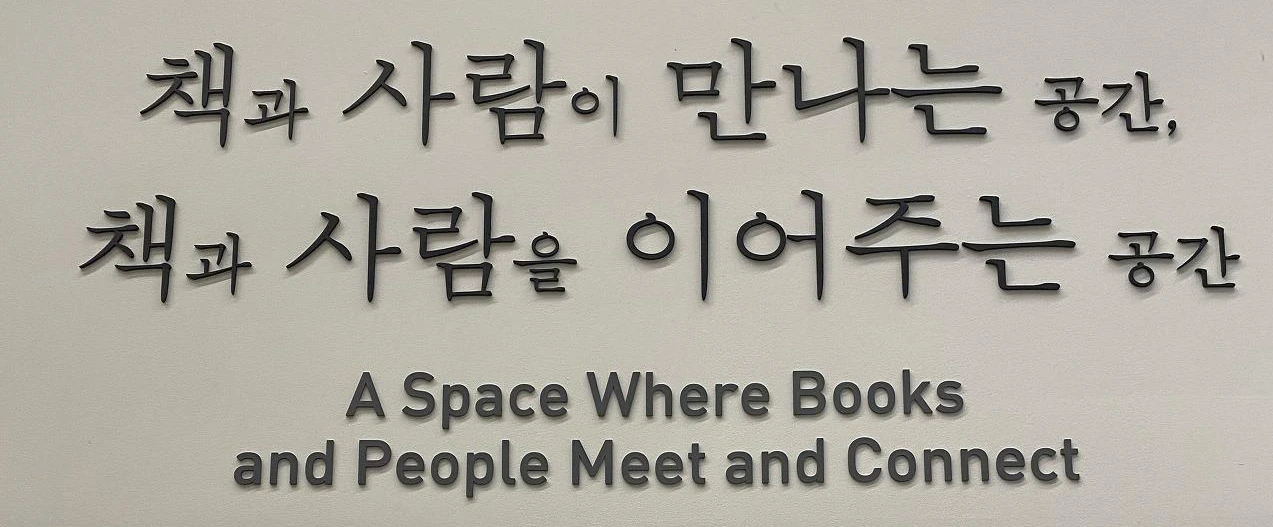 책과 사람이 만나는 공간,
책과 사람을 이어주는 공간
A Space Where Books
and People Meet and Connect